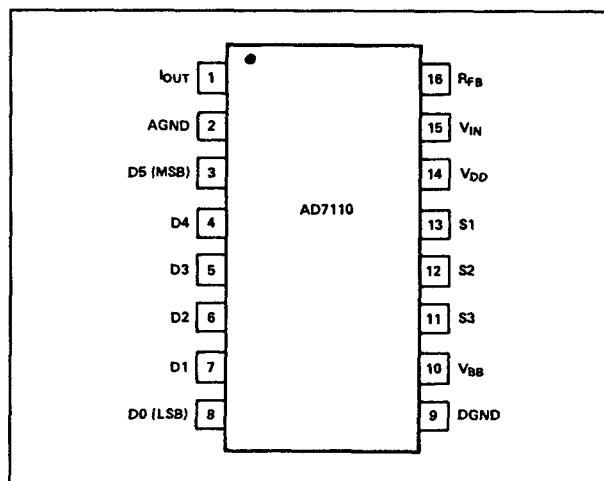 IOUT 1 16 RFB
AGND 2 15 VIN
D5 (MSB) 3 14 VDD
AD7110
D4 4 13 S1
D3 5 12 S2
D2 6 11 S3
D1 7 10 VBB
D0 (LSB) 8 9 DGND